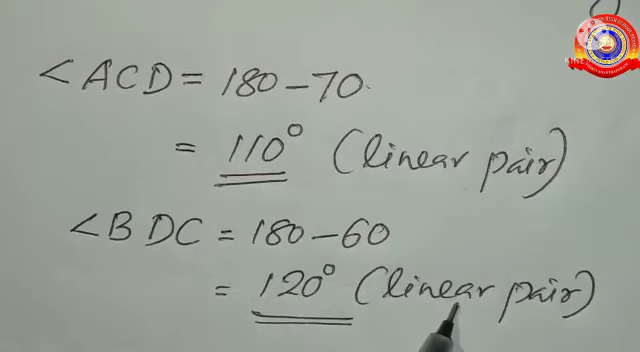 <ACD = 180-70
= 110° (linear pair)
<BDC = 180-60
= 120° (linear pair)